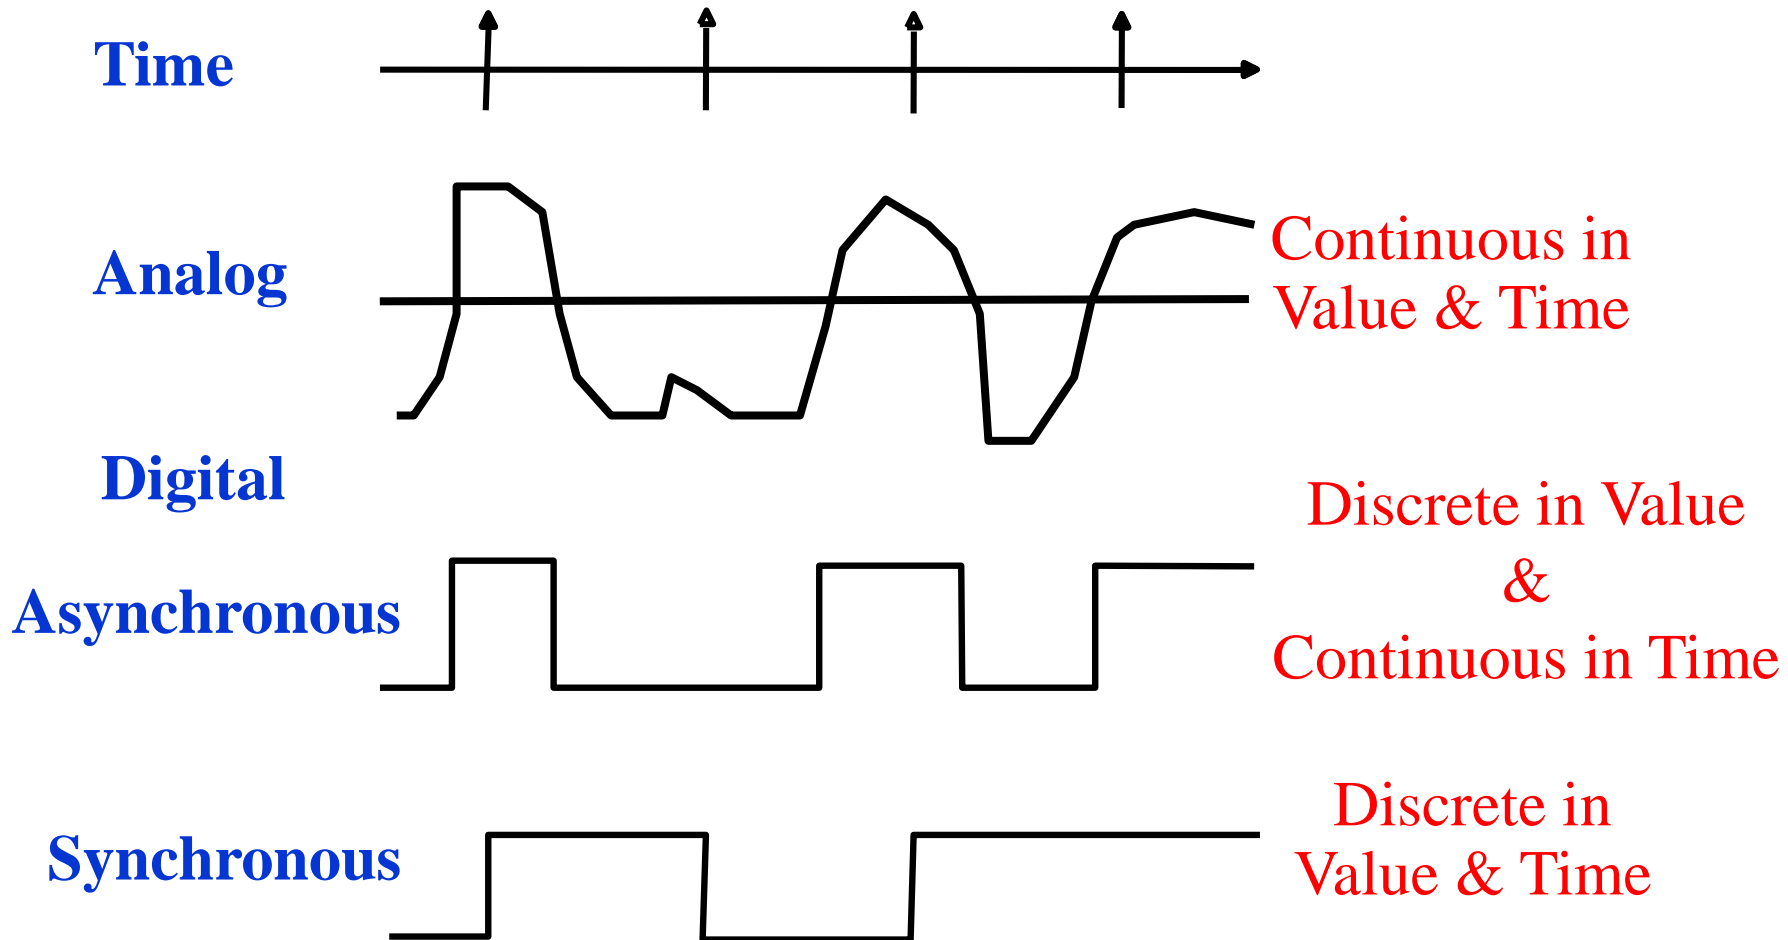 Time
Analog
Continuous in
Value & Time
Digital
Discrete in Value
&
Asynchronous
Continuous in Time
Synchronous
Discrete in
Value & Time